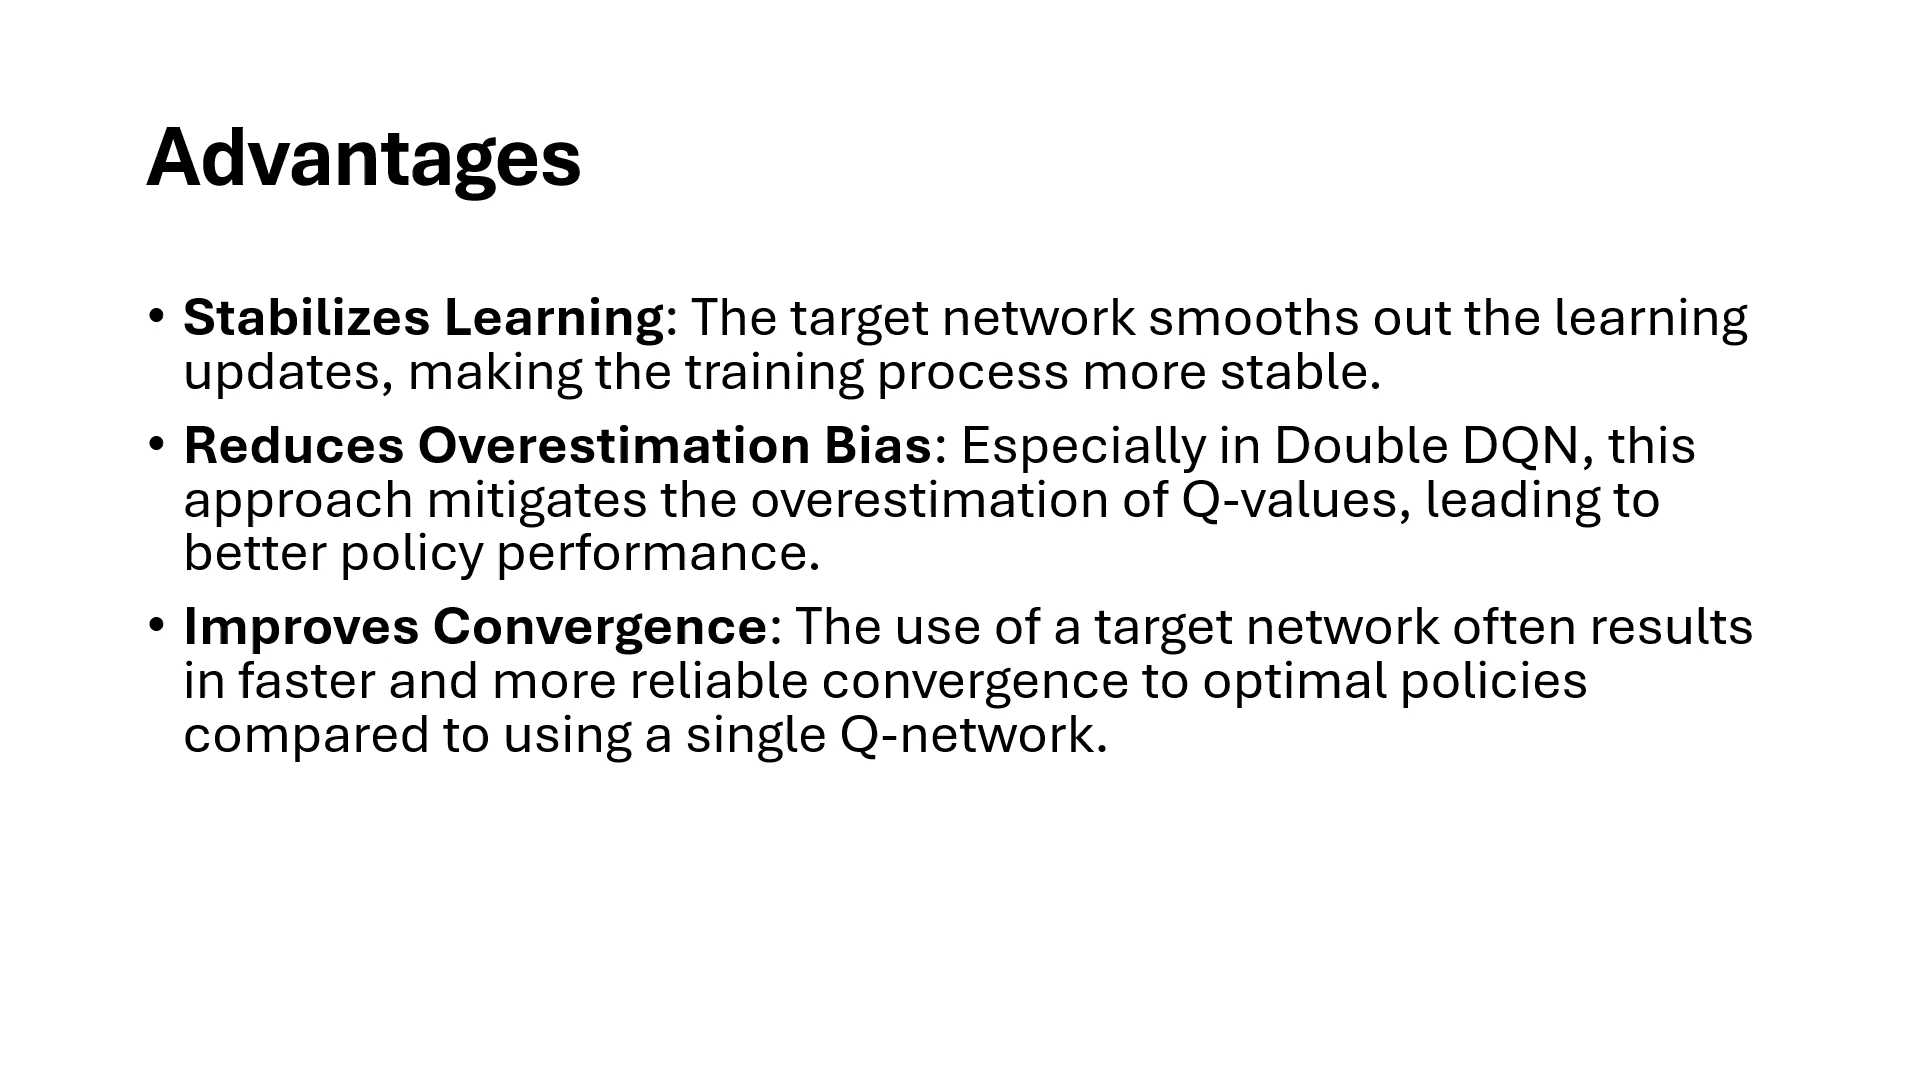 Advantages
• Stabilizes Learning: The target network smooths out the learning
updates, making the training process more stable.
• Reduces Overestimation Bias: Especially in Double DQN, this
approach mitigates the overestimation of Q-values, leading to
better policy performance.
• Improves Convergence: The use of a target network often results
in faster and more reliable convergence to optimal policies
compared to using a single Q-network.